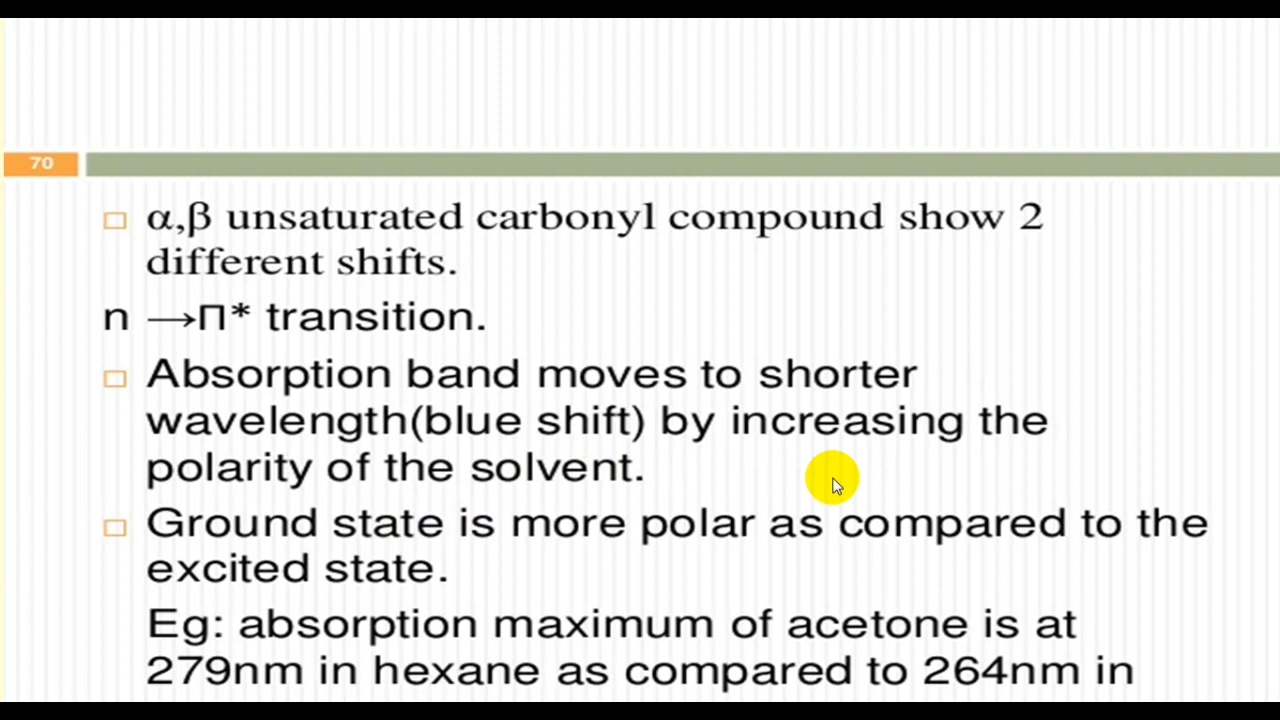 70
α,β unsaturated carbonyl compound show 2
different shifts.
n →Π* transition.
Absorption band moves to shorter
wavelength(blue shift) by increasing the
polarity of the solvent.
Ground state is more polar as compared to the
excited state.
Eg: absorption maximum of acetone is at
279nm in hexane as compared to 264nm in